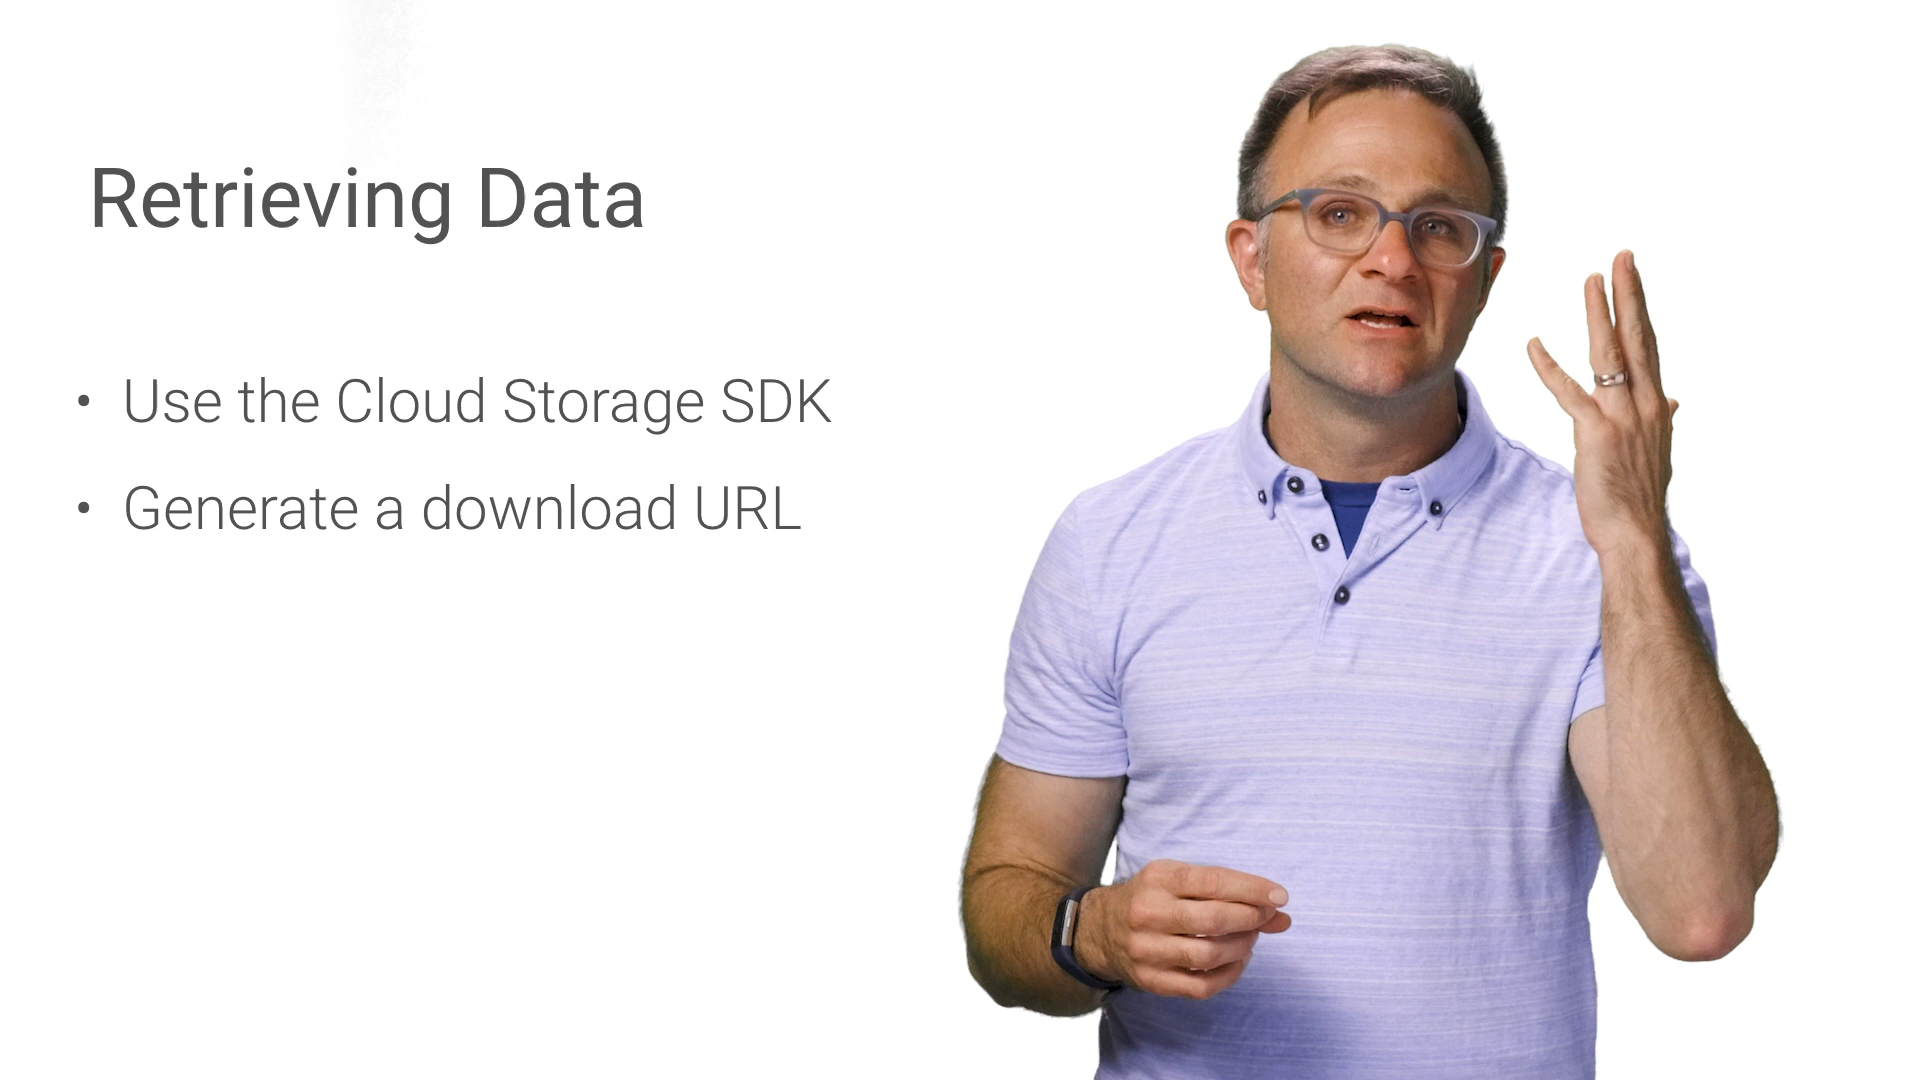 Retrieving Data
• Use the Cloud Storage SDK
• Generate a download URL